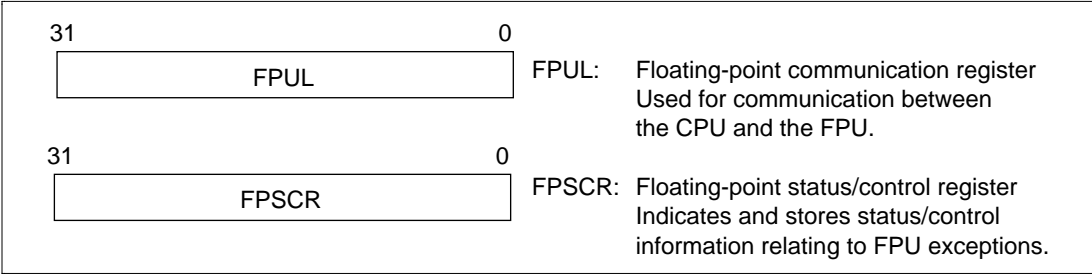 31 0
FPUL
FPUL: Floating-point communication register
Used for communication between
the CPU and the FPU.
31 0
FPSCR
FPSCR: Floating-point status/control register
Indicates and stores status/control
information relating to FPU exceptions.